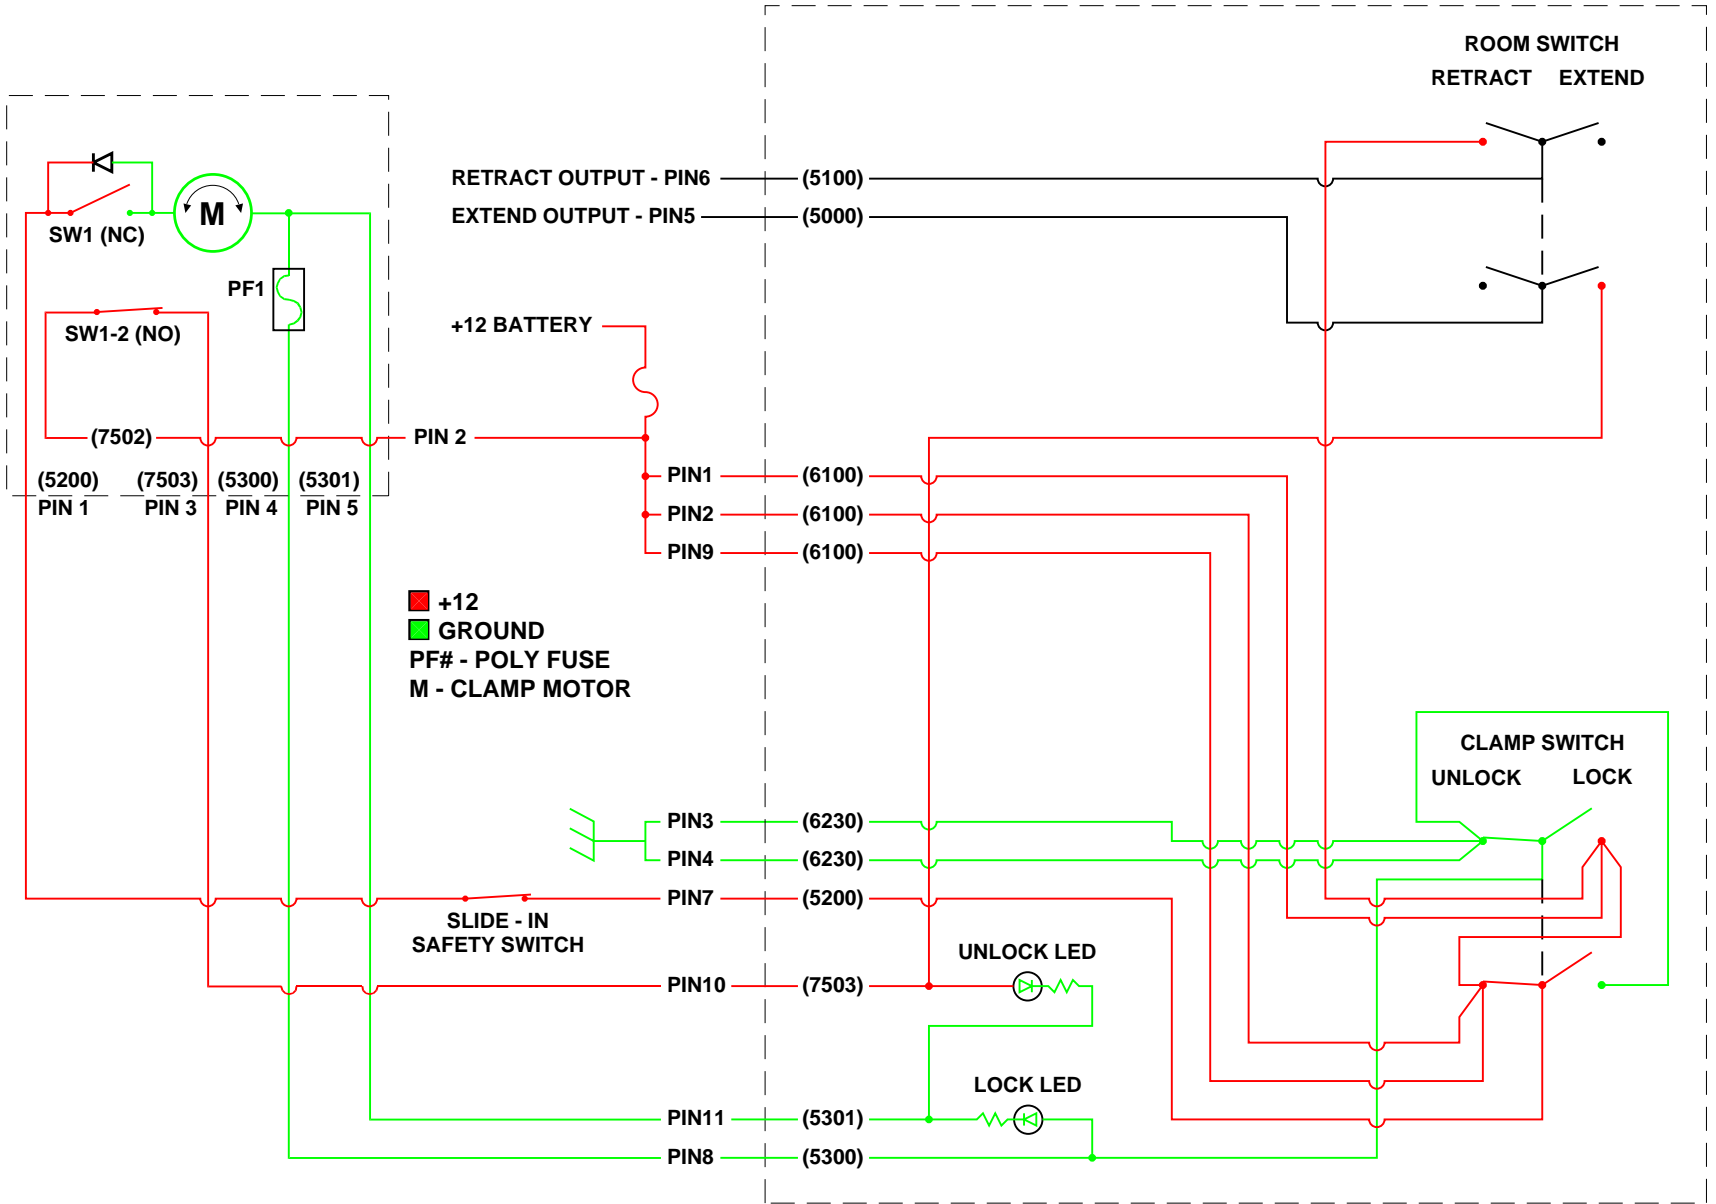 ROOM SWITCH
RETRACT EXTEND
RETRACT OUTPUT - PIN6 (5100)
EXTEND OUTPUT - PIN5 (5000)
M
SW1 (NC)
PF1
SW1-2 (NO)
+12 BATTERY
(7502) PIN 2
(5200) (7503) (5300) (5301)
PIN 1 PIN 3 PIN 4 PIN 5
PIN1 (6100)
PIN2 (6100)
PIN9 (6100)
+12
GROUND
PF# - POLY FUSE
M - CLAMP MOTOR
CLAMP SWITCH
UNLOCK LOCK
PIN3 (6230)
PIN4 (6230)
PIN7 (5200)
SLIDE - IN
SAFETY SWITCH
UNLOCK LED
PIN10 (7503)
LOCK LED
PIN11 (5301)
PIN8 (5300)